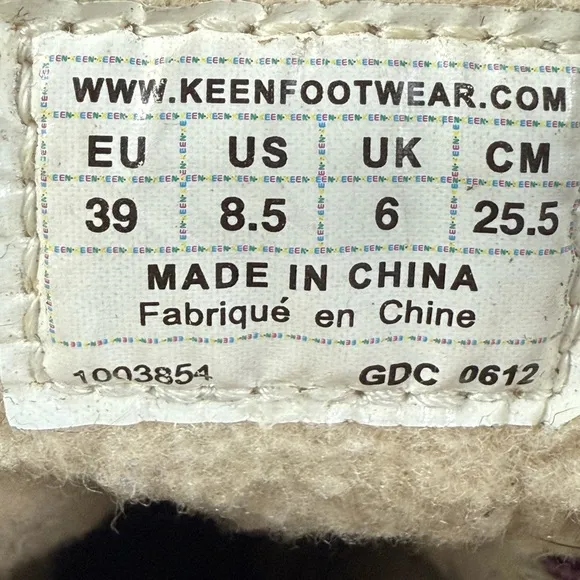 WWW.KEENFOOTWEAR.COM
EU US UK CM
39 8.5 6 25.5
MADE IN CHINA
Fabriqué en Chine
1003854 GDC 0612